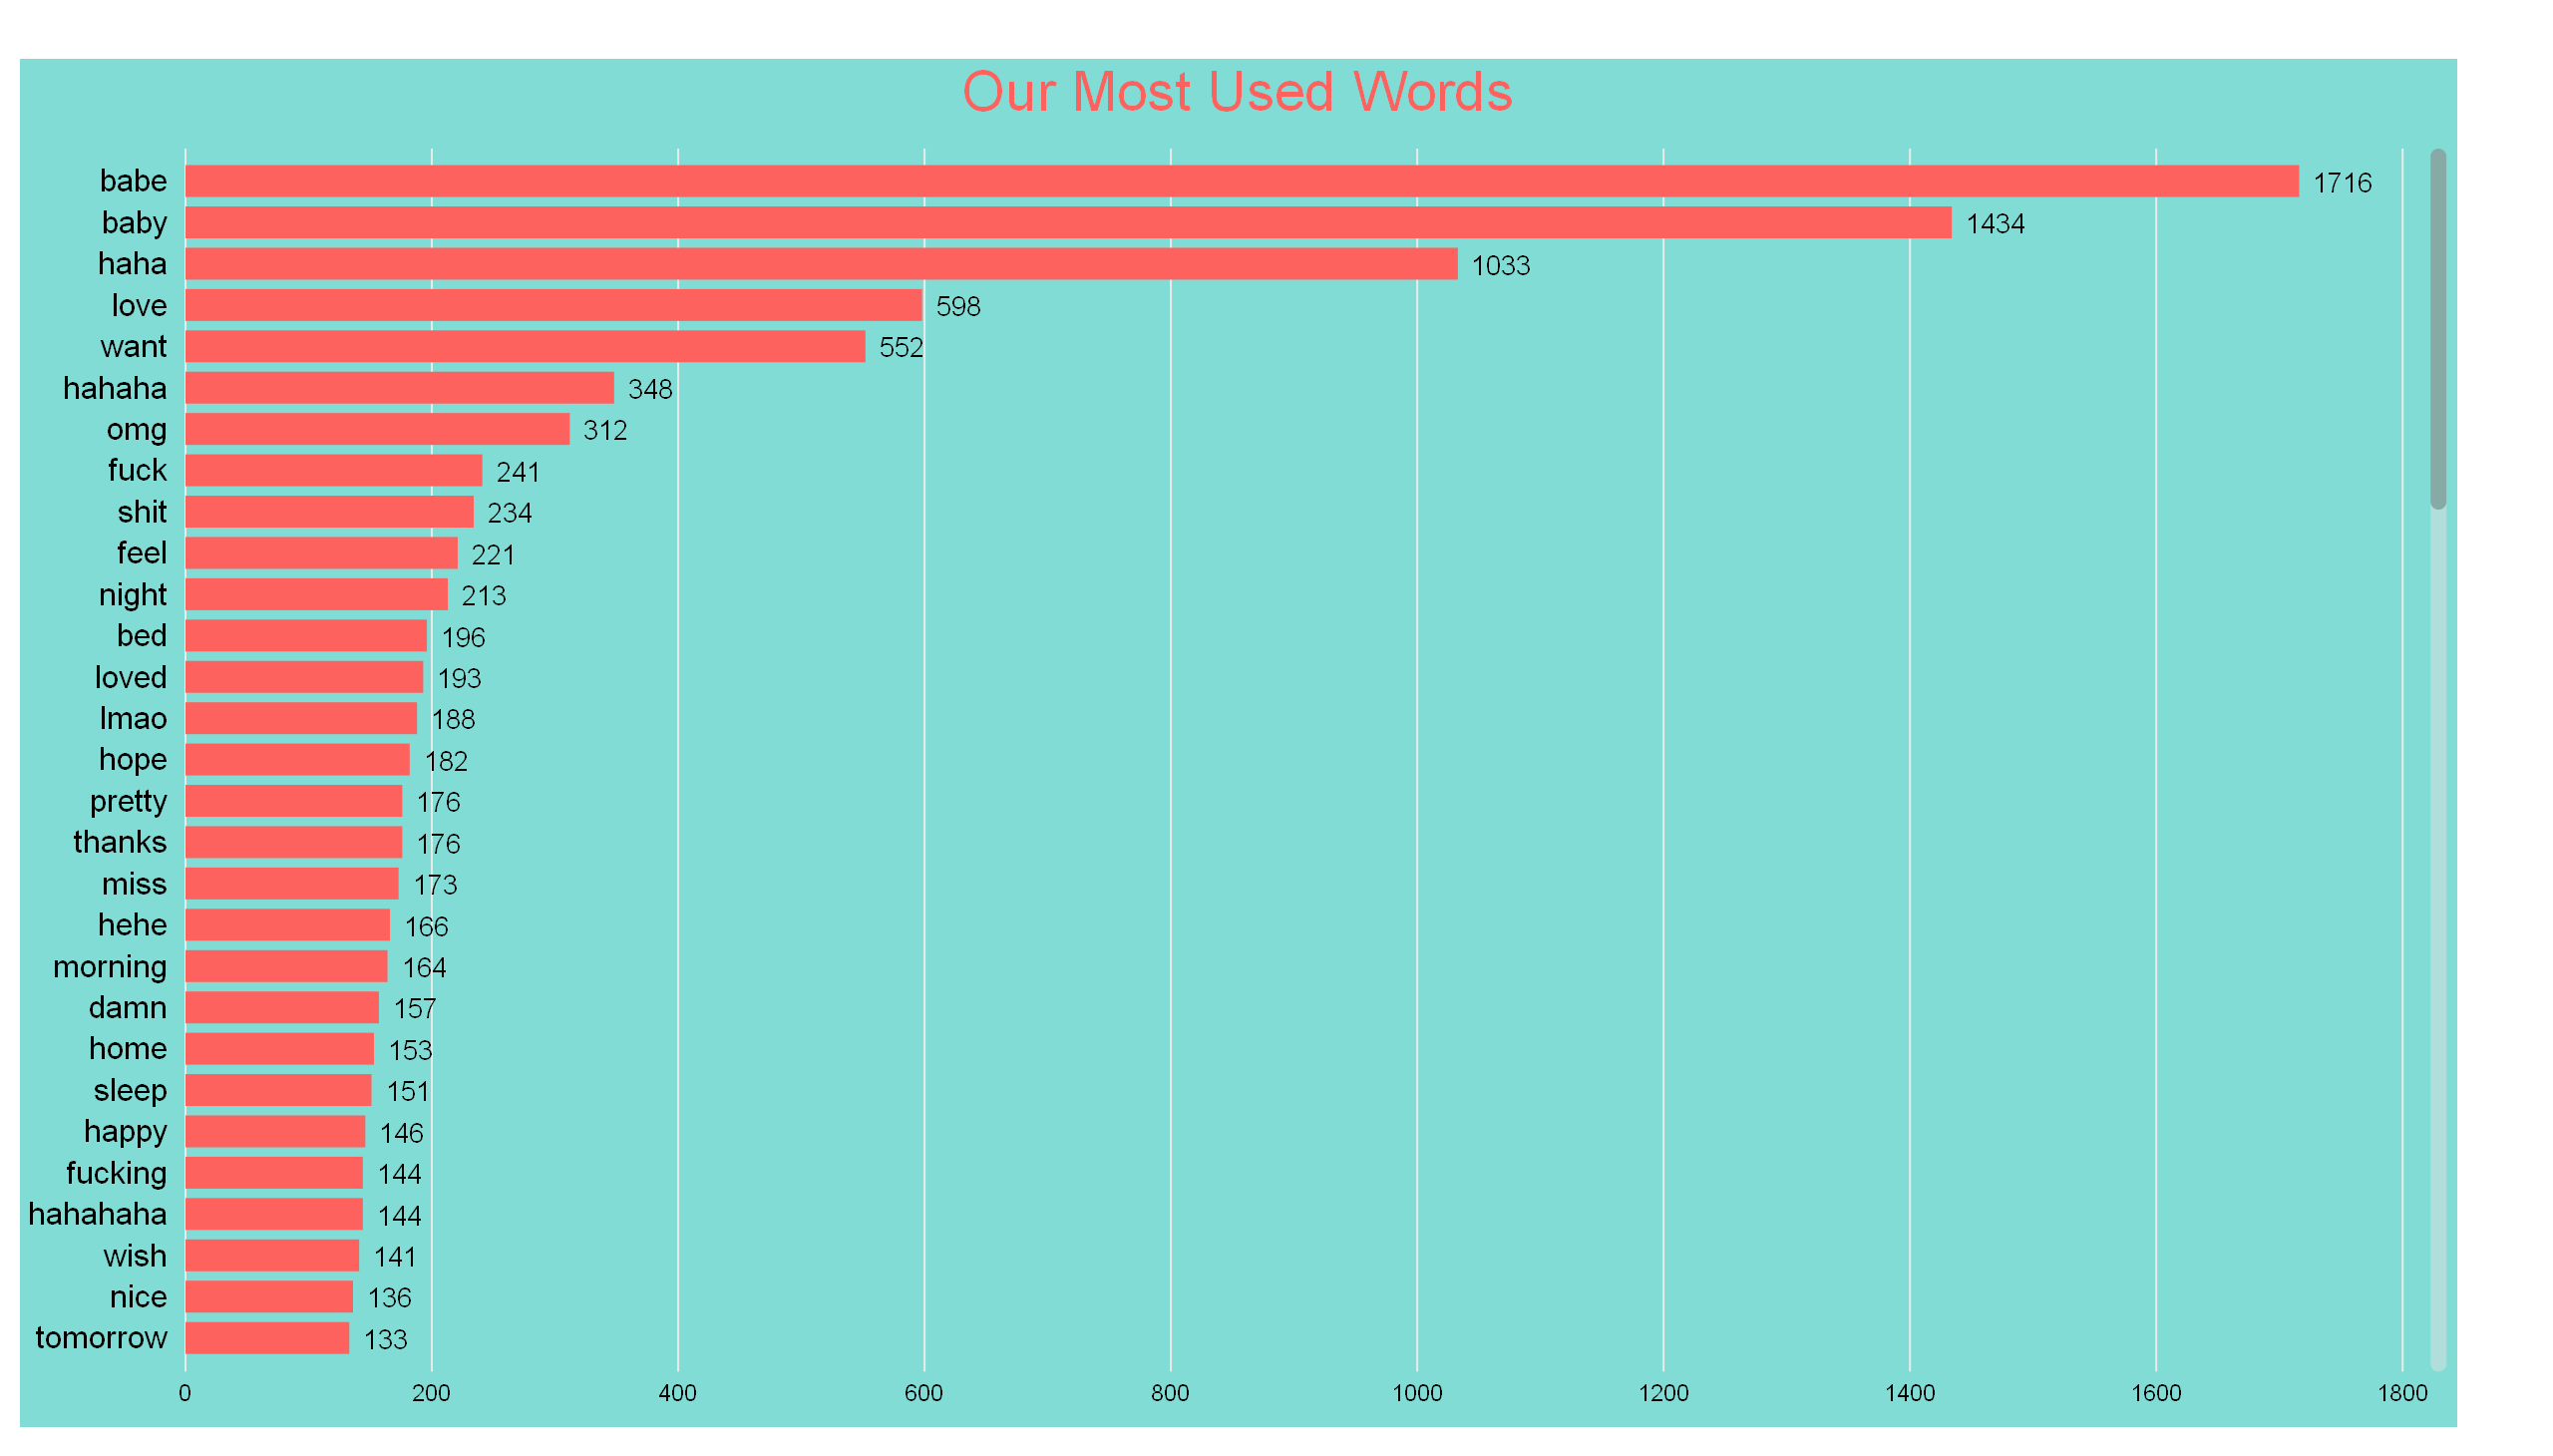 Our Most Used Words
babe 1716
baby 1434
haha 1033
love 598
want 552
hahaha 348
omg 312
fuck 241
shit 234
feel 221
night 213
bed 196
loved 193
lmao 188
hope 182
pretty 176
thanks 176
miss 173
hehe 166
morning 164
damn 157
home 153
sleep 151
happy 146
fucking 144
hahahaha 144
wish 141
nice 136
tomorrow 133
0 200 400 600 800 1000 1200 1400 1600 1800